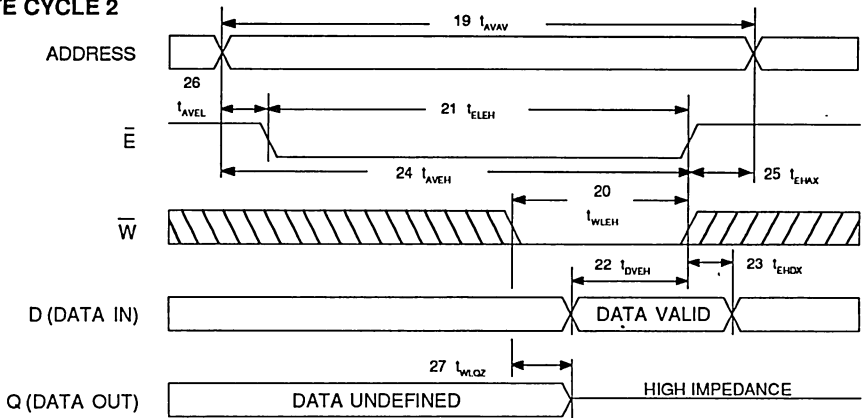 TE CYCLE 2
19 tAVAV
ADDRESS
26
tAVEL
21 tELEH
E̅
24 tAVEH
25 tEHAX
20
W̅
tWLEH
22 tDVEH
23 tEHDX
D (DATA IN)
DATA VALID
27 tWLQZ
Q (DATA OUT)
DATA UNDEFINED
HIGH IMPEDANCE